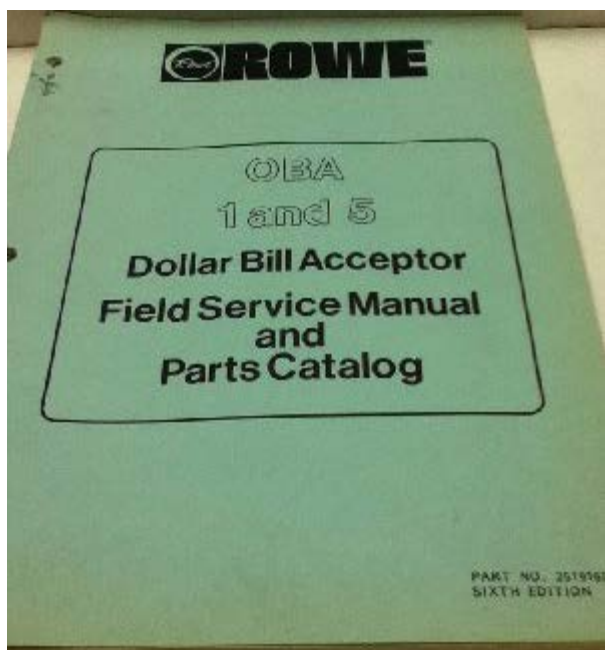 ROWE
OBA
1 and 5
Dollar Bill Acceptor
Field Service Manual
and
Parts Catalog
PART NO.
SIXTH EDITION